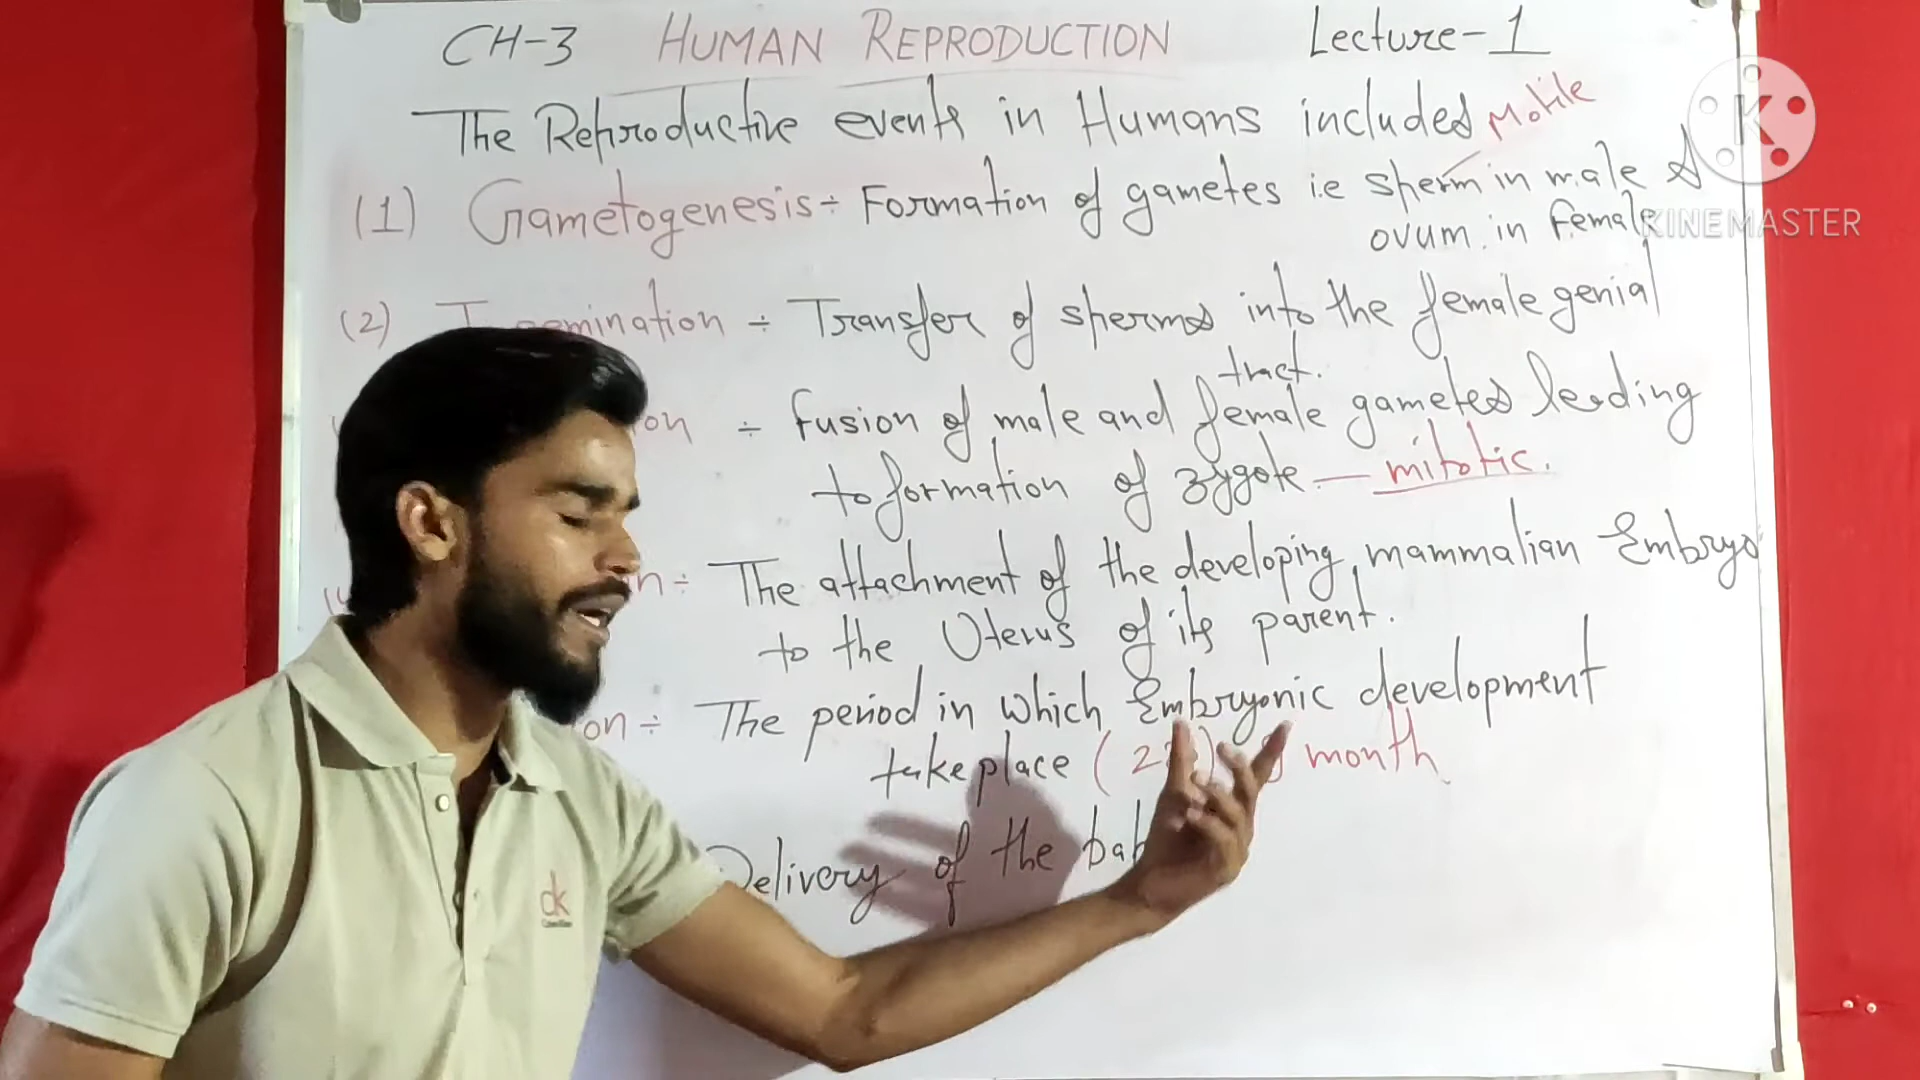 CH-3 HUMAN REPRODUCTION Lecture-1
The Reproductive events in Humans includes Motile
(1) Gametogenesis ÷ Formation of gametes i.e sperm in male &
ovum in Female
KINEMASTER
(2) ÷ Transfer of sperms into the female genial
tract.
on ÷ fusion of male and female gametes leading
to formation of zygote — mitotic.
n ÷ The attachment of the developing mammalian Embryo
to the Uterus of its parent.
on ÷ The period in which Embryonic development
take place month
Delivery of the
dk